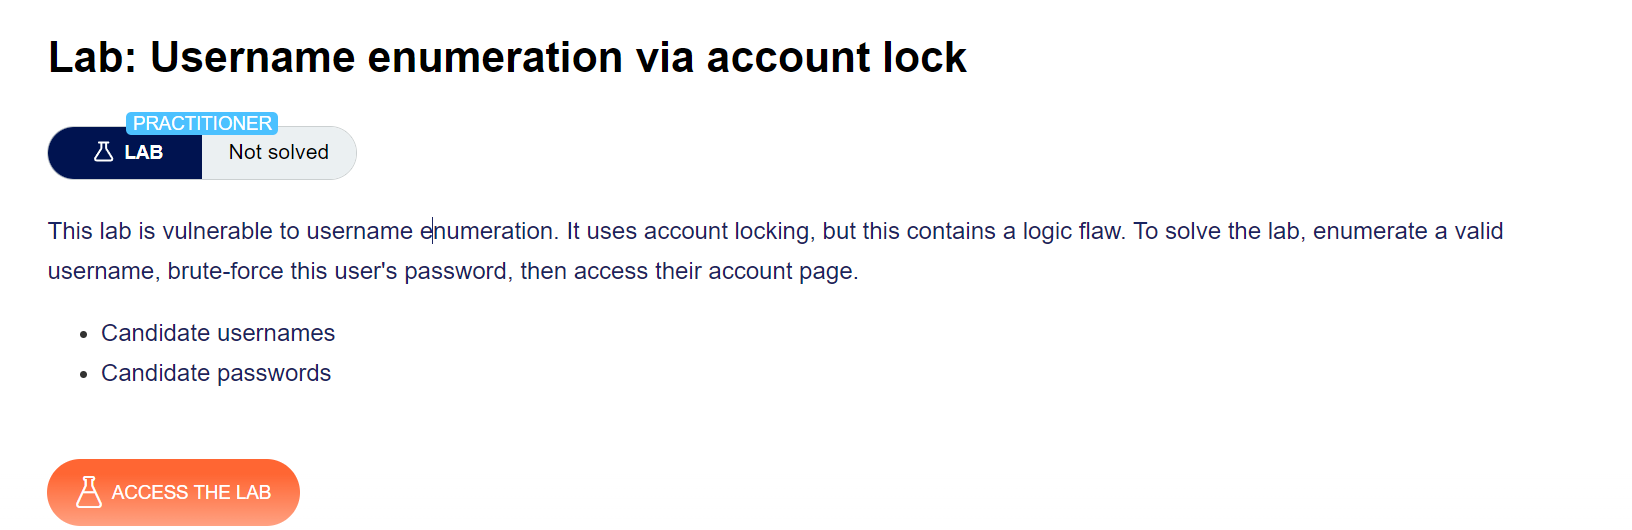 Lab: Username enumeration via account lock
PRACTITIONER
LAB Not solved
This lab is vulnerable to username enumeration. It uses account locking, but this contains a logic flaw. To solve the lab, enumerate a valid
username, brute-force this user's password, then access their account page.
Candidate usernames
Candidate passwords
ACCESS THE LAB